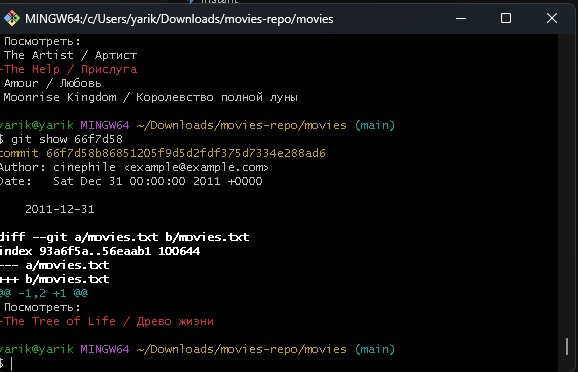 MINGW64:/c/Users/yarik/Downloads/movies-repo/movies
Посмотреть:
The Artist / Артист
-The Help / Прислуга
Amour / Любовь
Moonrise Kingdom / Королевство полной луны
yarik@yarik MINGW64 ~/Downloads/movies-repo/movies (main)
$ git show 66f7d58
commit 66f7d58b86851205f9d5d2fdf375d7334e288ad6
Author: cinephile <example@example.com>
Date:   Sat Dec 31 00:00:00 2011 +0000
2011-12-31
diff --git a/movies.txt b/movies.txt
index 93a6f5a..56eaab1 100644
--- a/movies.txt
+++ b/movies.txt
@@ -1,2 +1 @@
Посмотреть:
-The Tree of Life / Древо жизни
yarik@yarik MINGW64 ~/Downloads/movies-repo/movies (main)
$